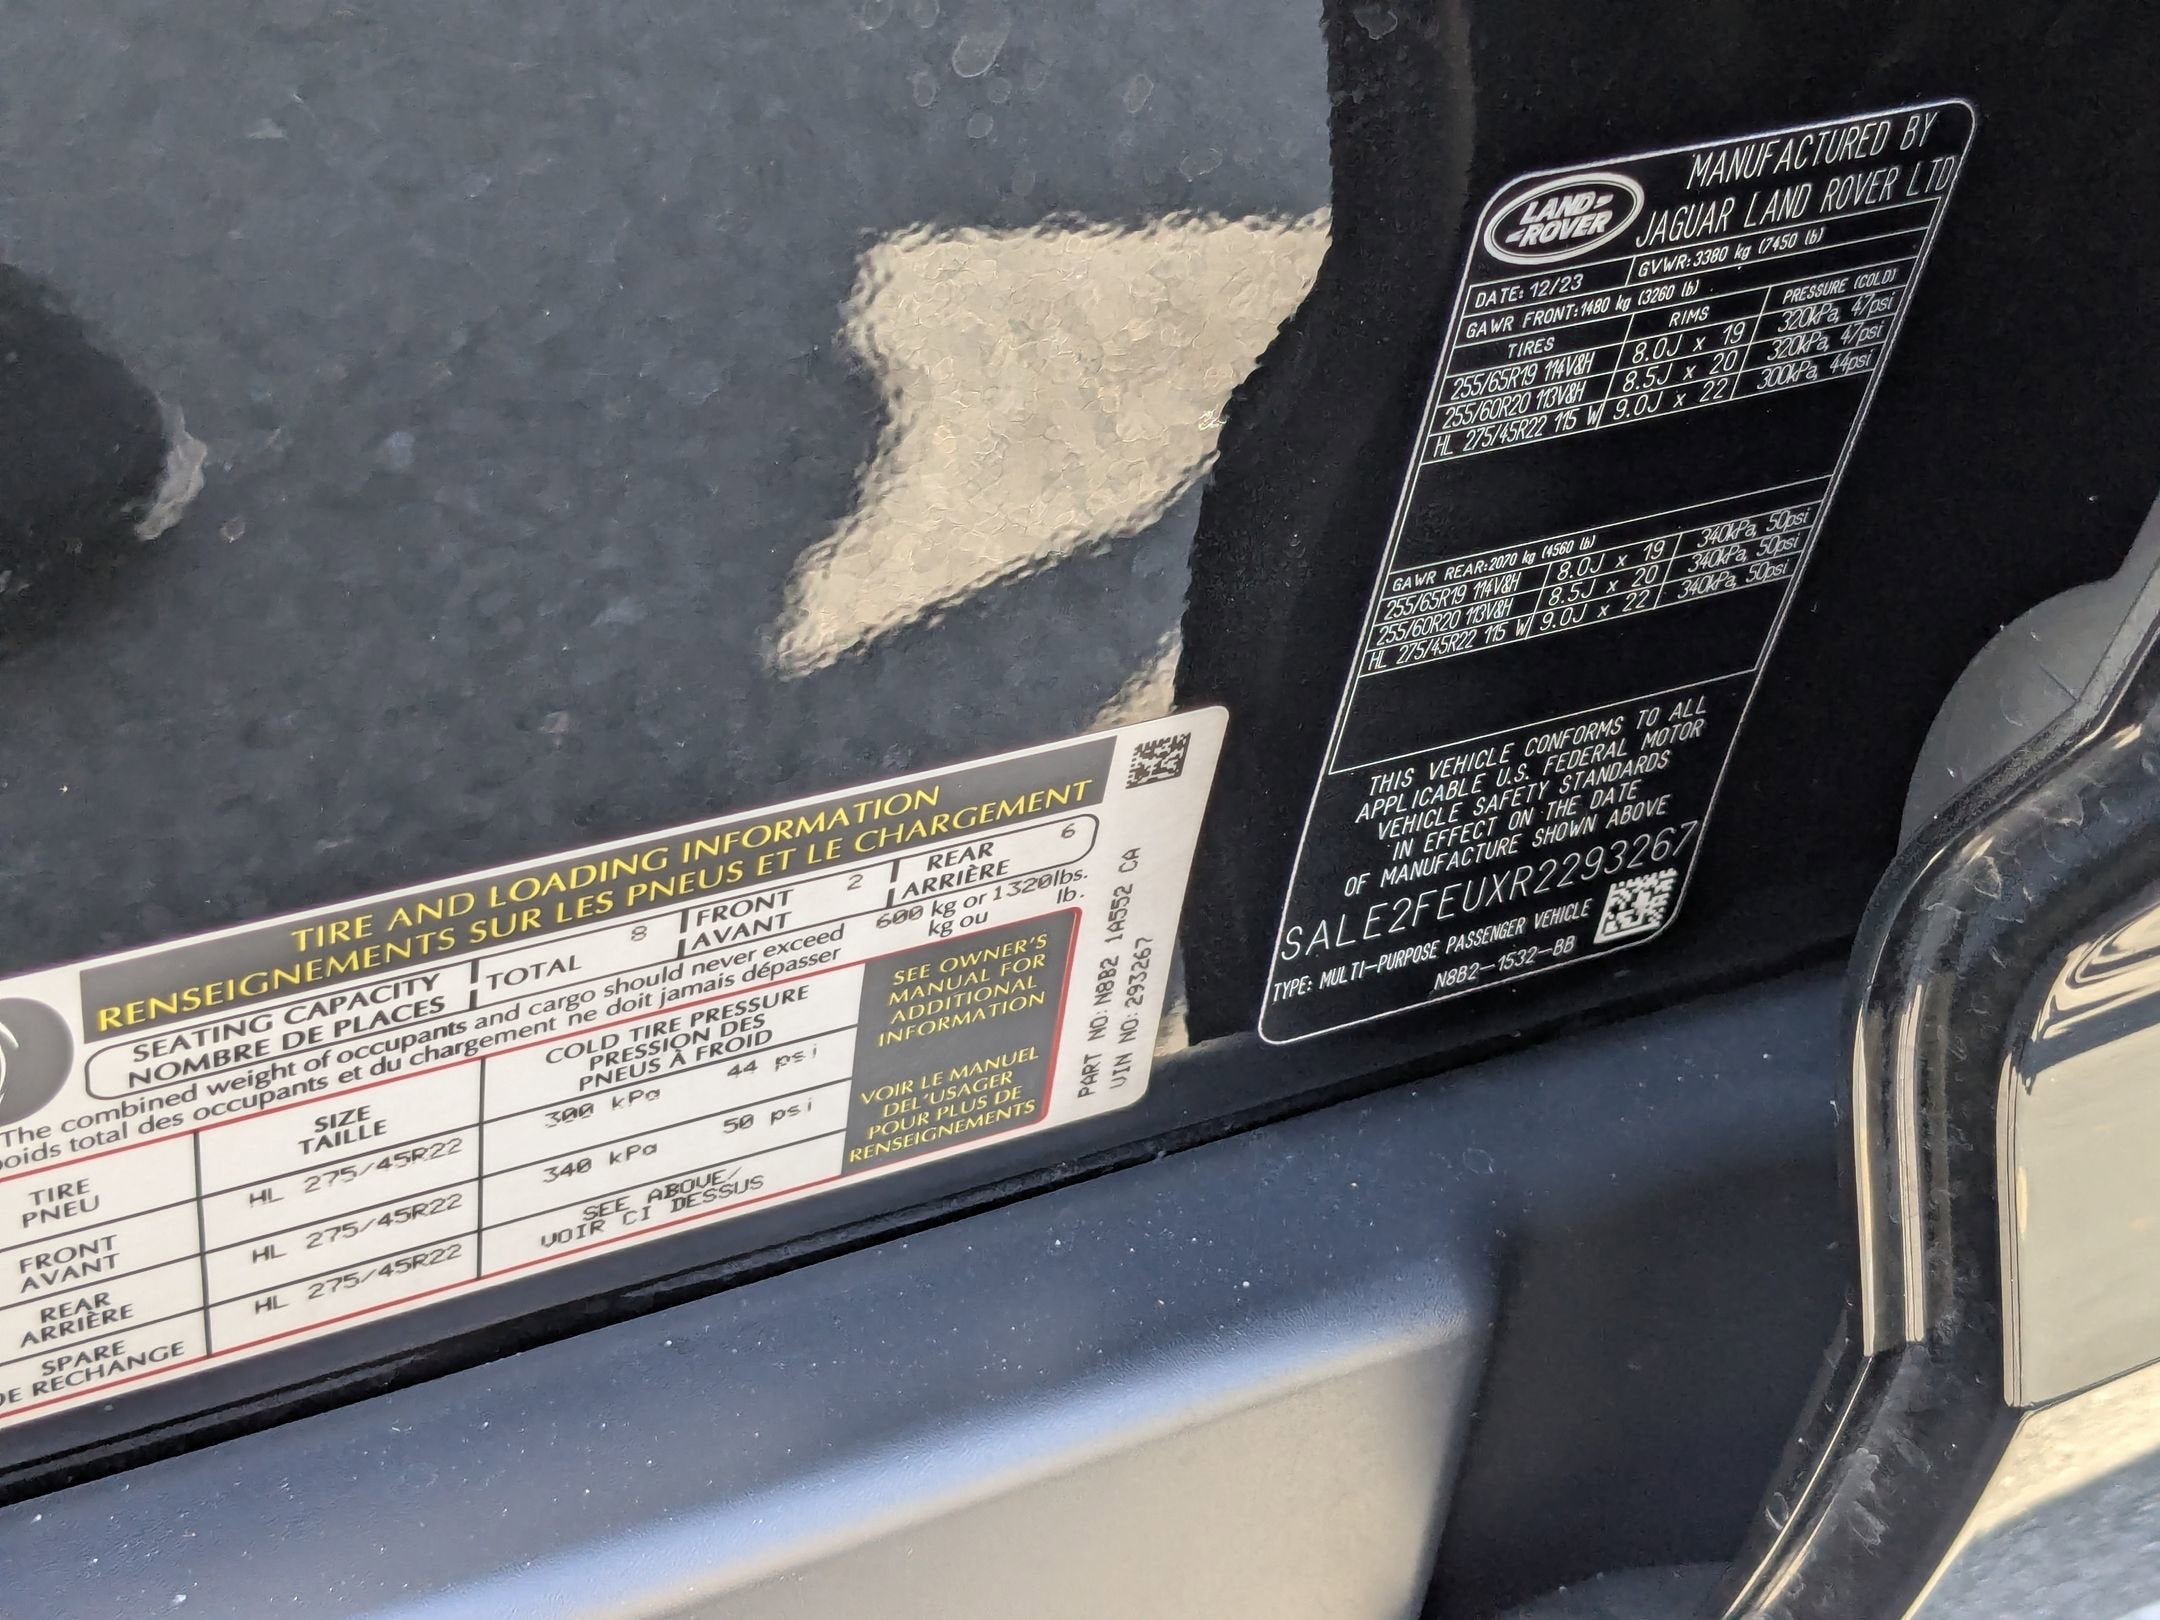 LAND
ROVER
MANUFACTURED BY
JAGUAR LAND ROVER LTD
DATE: 12/23 GVWR: 3380 kg (7450 lb)
GAWR FRONT: 1480 kg (3260 lb)
TIRES RIMS PRESSURE (COLD)
255/65R19 114V&H 8.0J x 19 320kPa, 47psi
255/60R20 113V&H 8.5J x 20 320kPa, 47psi
HL 275/45R22 115 W 9.0J x 22 300kPa, 44psi
GAWR REAR: 2070 kg (4560 lb)
255/65R19 114V&H 8.0J x 19 340kPa, 50psi
255/60R20 113V&H 8.5J x 20 340kPa, 50psi
HL 275/45R22 115 W 9.0J x 22 340kPa, 50psi
THIS VEHICLE CONFORMS TO ALL
APPLICABLE U.S. FEDERAL MOTOR
VEHICLE SAFETY STANDARDS
IN EFFECT ON THE DATE
OF MANUFACTURE SHOWN ABOVE
SALE2FEUXR2293267
TYPE: MULTI-PURPOSE PASSENGER VEHICLE
N8B2-1532-BB
TIRE AND LOADING INFORMATION
RENSEIGNEMENTS SUR LES PNEUS ET LE CHARGEMENT
SEATING CAPACITY
NOMBRE DE PLACES
TOTAL 8
FRONT
AVANT
2
REAR
ARRIÈRE
6
The combined weight of occupants and cargo should never exceed 600 kg or 1320lbs.
poids total des occupants et du chargement ne doit jamais dépasser kg ou lb.
TIRE
PNEU
SIZE
TAILLE
COLD TIRE PRESSURE
PRESSION DES
PNEUS À FROID
FRONT
AVANT
HL 275/45R22
300 kPa 44 psi
REAR
ARRIÈRE
HL 275/45R22
340 kPa 50 psi
SPARE
DE RECHANGE
HL 275/45R22
SEE ABOVE/
VOIR CI DESSUS
SEE OWNER'S
MANUAL FOR
ADDITIONAL
INFORMATION
VOIR LE MANUEL
DEL'USAGER
POUR PLUS DE
RENSEIGNEMENTS
PART NO: N8B2 1A552 CA
VIN NO: 293267